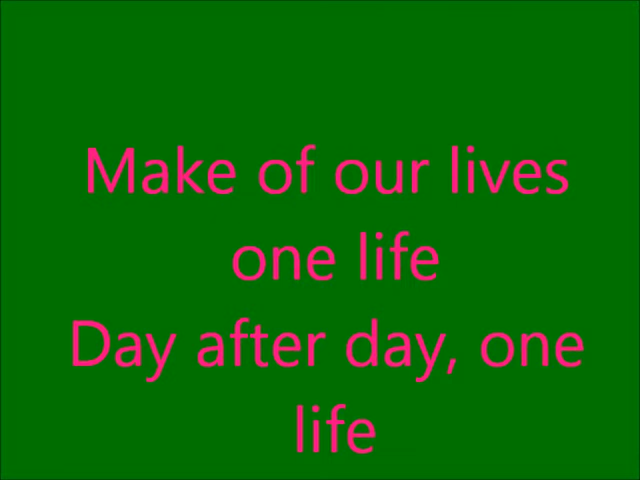 Make of our lives
one life
Day after day, one
life